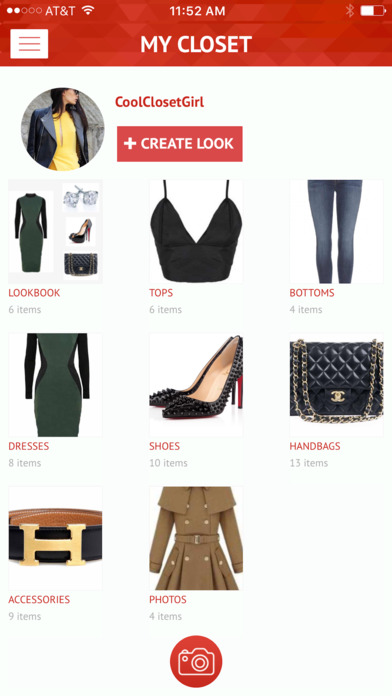 AT&T 11:52 AM
MY CLOSET
CoolClosetGirl
+ CREATE LOOK
LOOKBOOK TOPS BOTTOMS
6 items 6 items 4 items
DRESSES SHOES HANDBAGS
8 items 10 items 13 items
ACCESSORIES PHOTOS
9 items 4 items